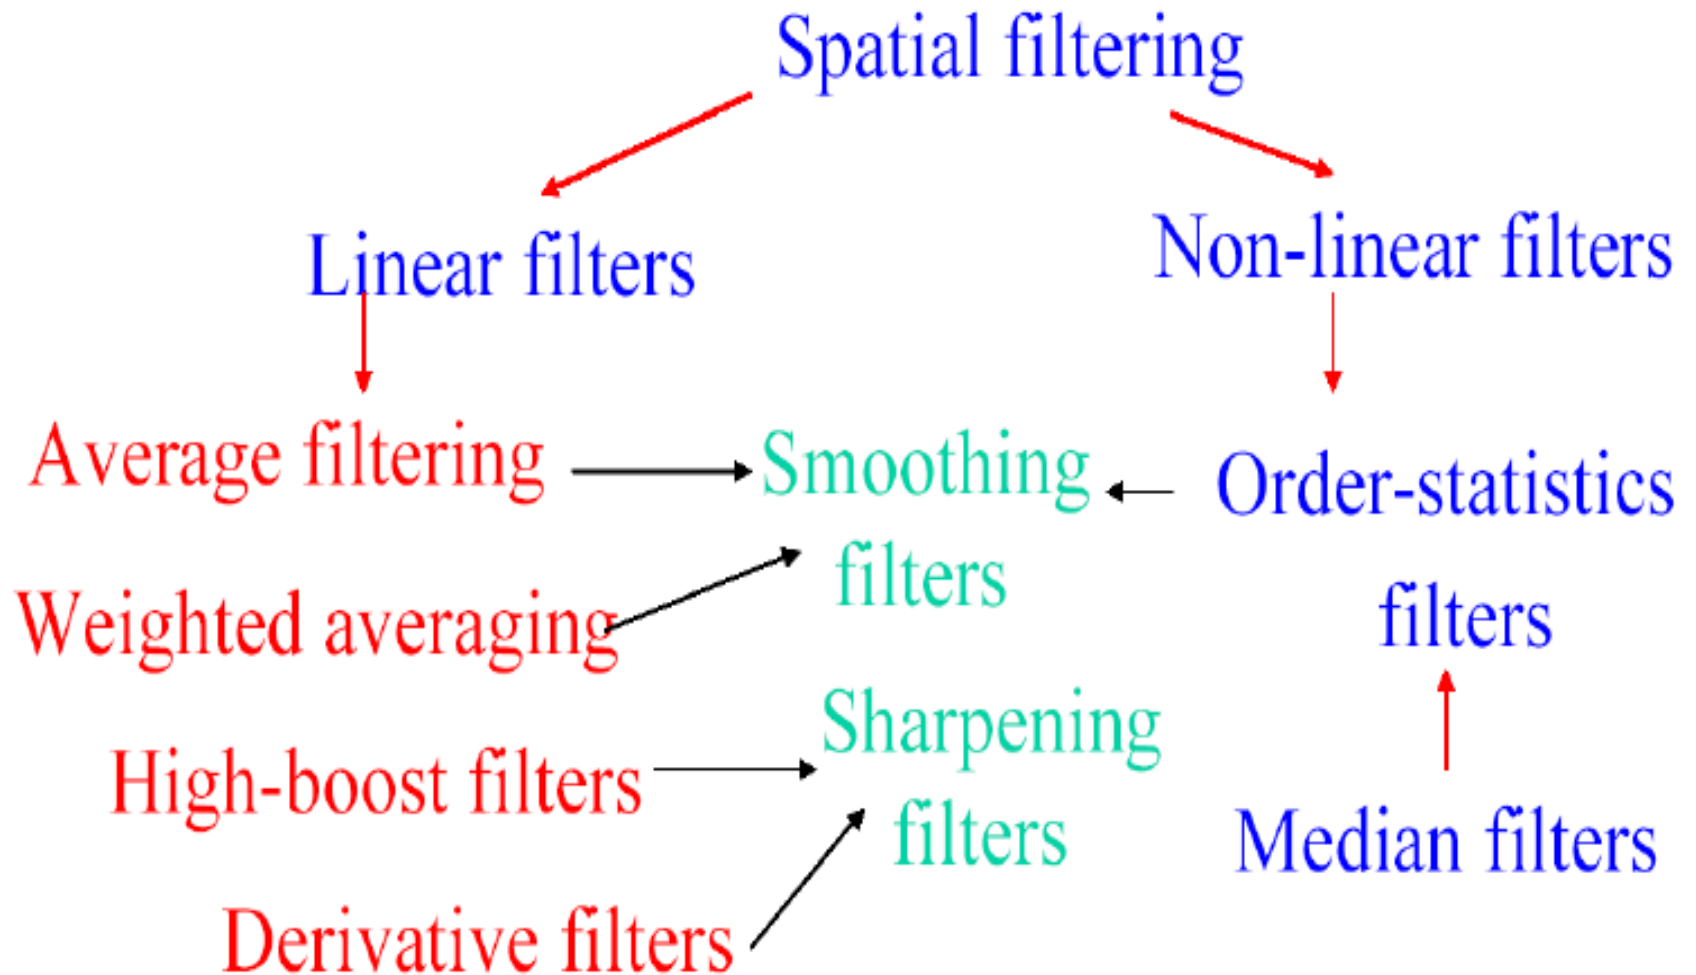 Spatial filtering
Linear filters
Non-linear filters
Average filtering
Smoothing
filters
Order-statistics
filters
Weighted averaging
High-boost filters
Sharpening
filters
Median filters
Derivative filters